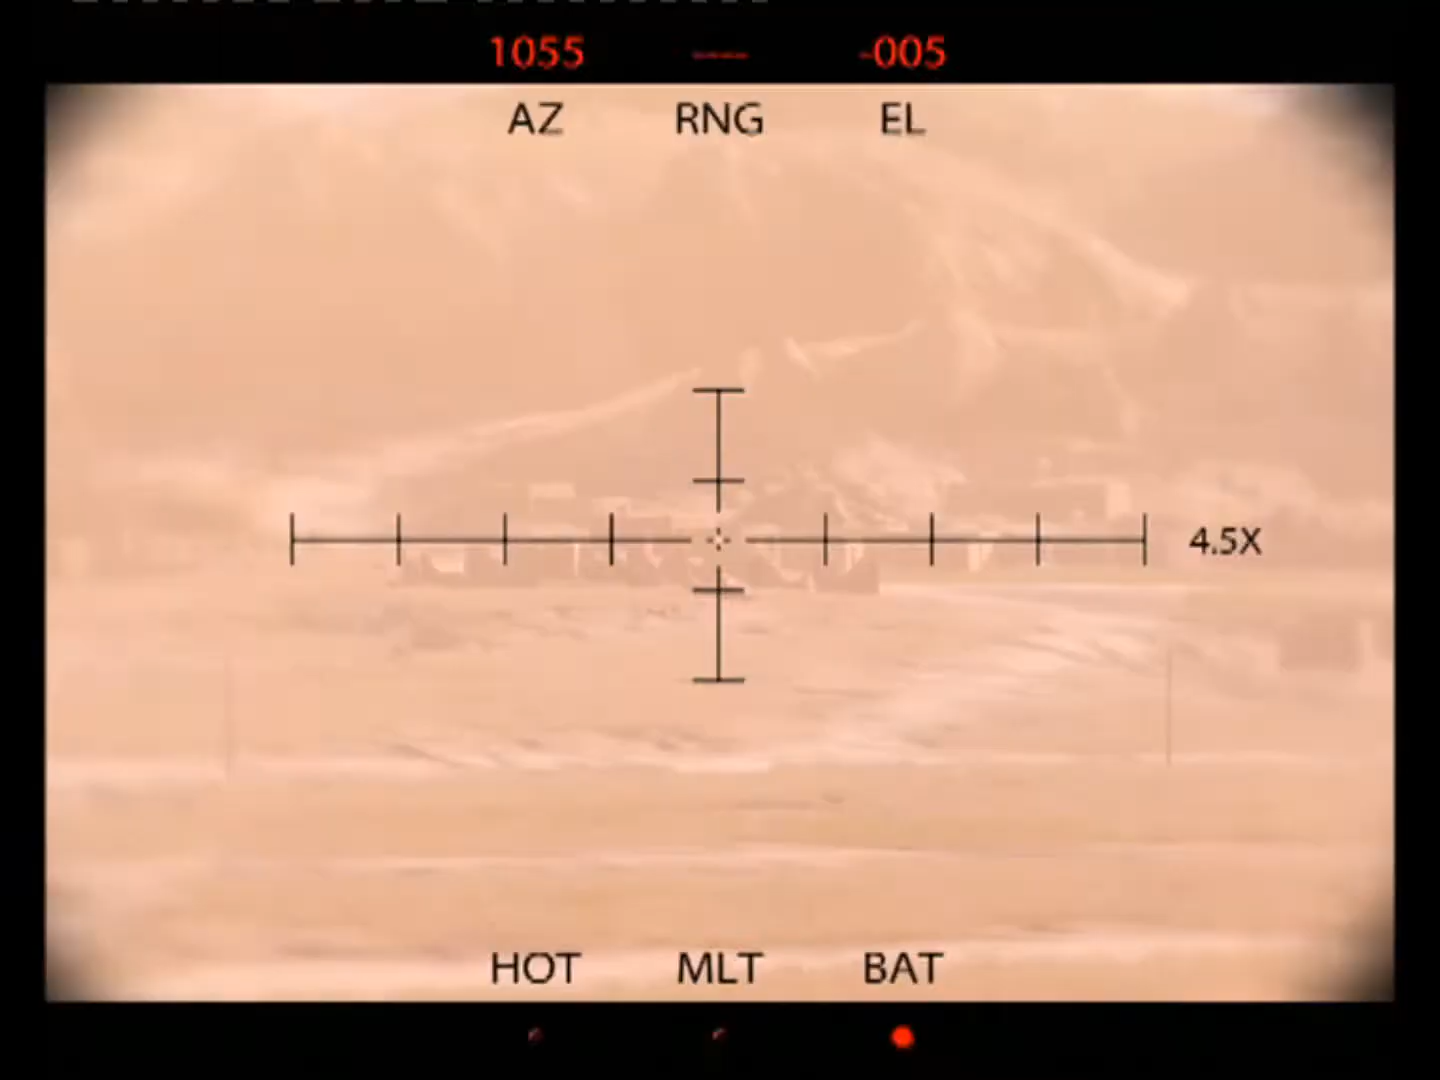 1055 ---- -005
AZ RNG EL
4.5X
HOT MLT BAT